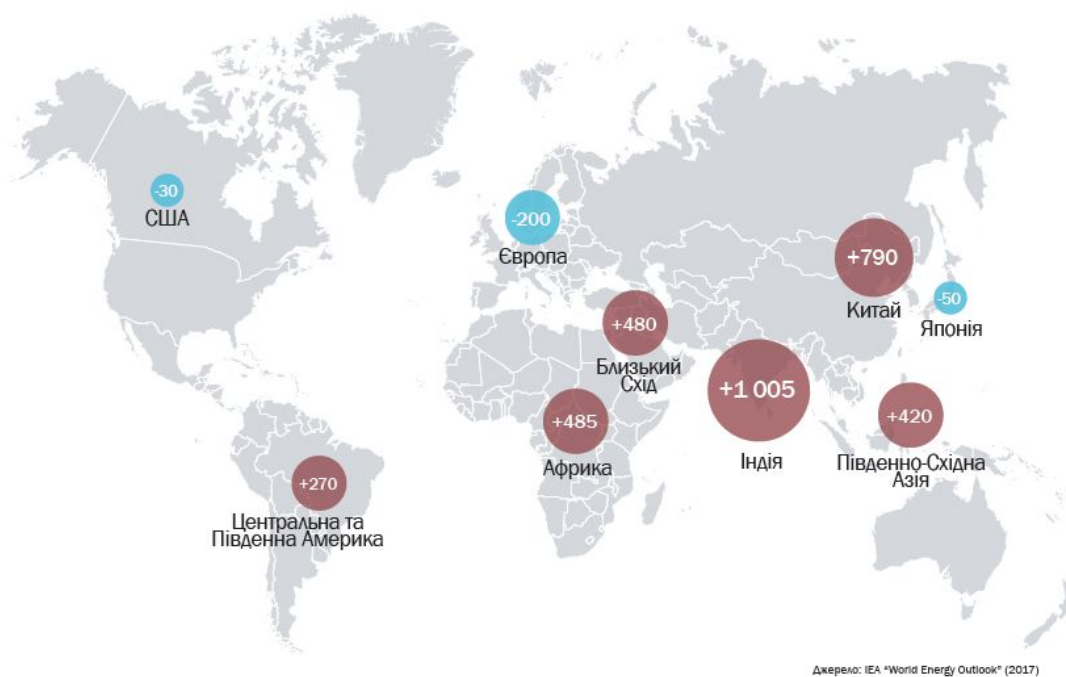 -30
США
-200
Європа
+790
Китай
-50
Японія
+480
Близький
Схід
+1 005
Індія
+485
Африка
+420
Південно-Східна
Азія
+270
Центральна та
Південна Америка
Джерело: IEA "World Energy Outlook" (2017)